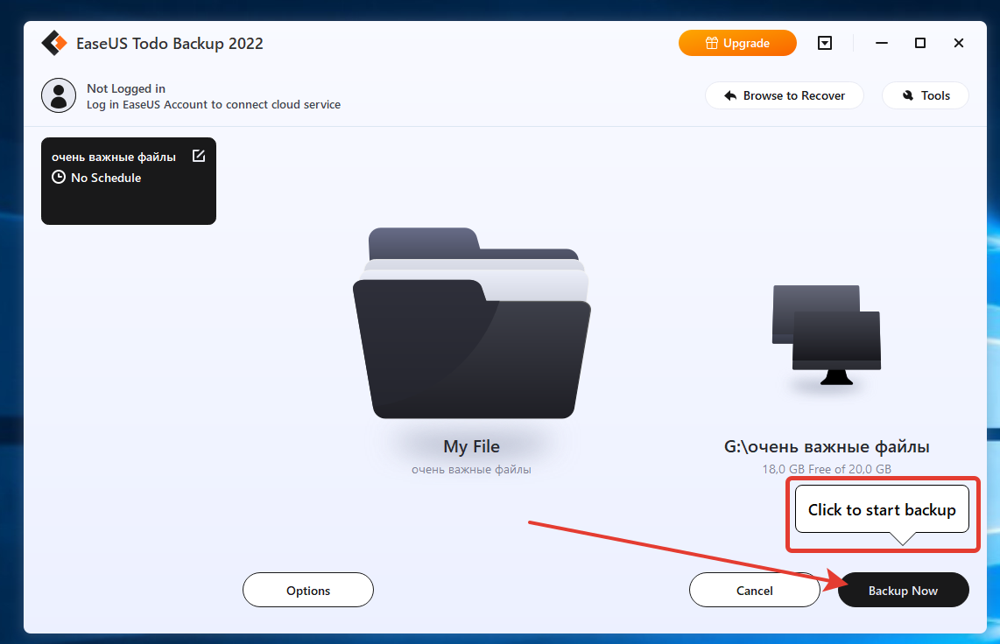 EaseUS Todo Backup 2022
Upgrade
Not Logged in
Log in EaseUS Account to connect cloud service
Browse to Recover
Tools
очень важные файлы
No Schedule
My File
очень важные файлы
G:\очень важные файлы
18,0 GB Free of 20,0 GB
Click to start backup
Options
Cancel
Backup Now